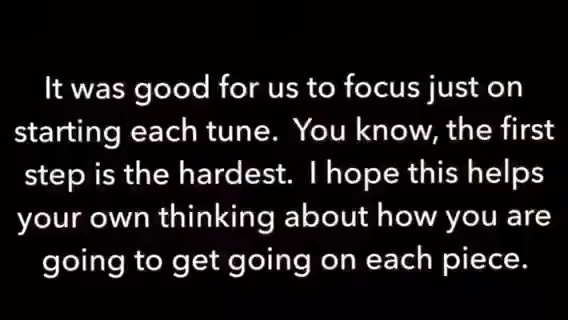 It was good for us to focus just on
starting each tune.  You know, the first
step is the hardest.  I hope this helps
your own thinking about how you are
going to get going on each piece.